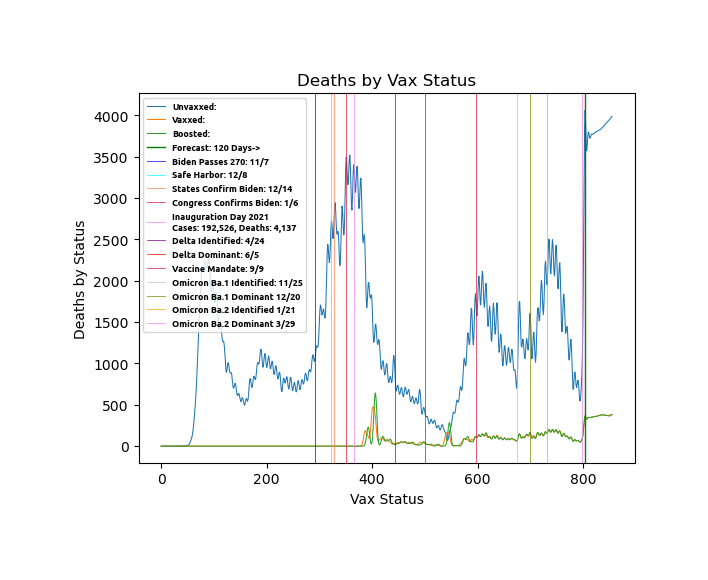 Deaths by Vax Status
Deaths by Status
4000
3500
3000
2500
2000
1500
1000
500
0
Unvaxxed:
Vaxxed:
Boosted:
Forecast: 120 Days->
Biden Passes 270: 11/7
Safe Harbor: 12/8
States Confirm Biden: 12/14
Congress Confirms Biden: 1/6
Inauguration Day 2021
Cases: 192,526, Deaths: 4,137
Delta Identified: 4/24
Delta Dominant: 6/5
Vaccine Mandate: 9/9
Omicron Ba.1 Identified: 11/25
Omicron Ba.1 Dominant 12/20
Omicron Ba.2 Identified 1/21
Omicron Ba.2 Dominant 3/29
0
200
400
600
800
Vax Status